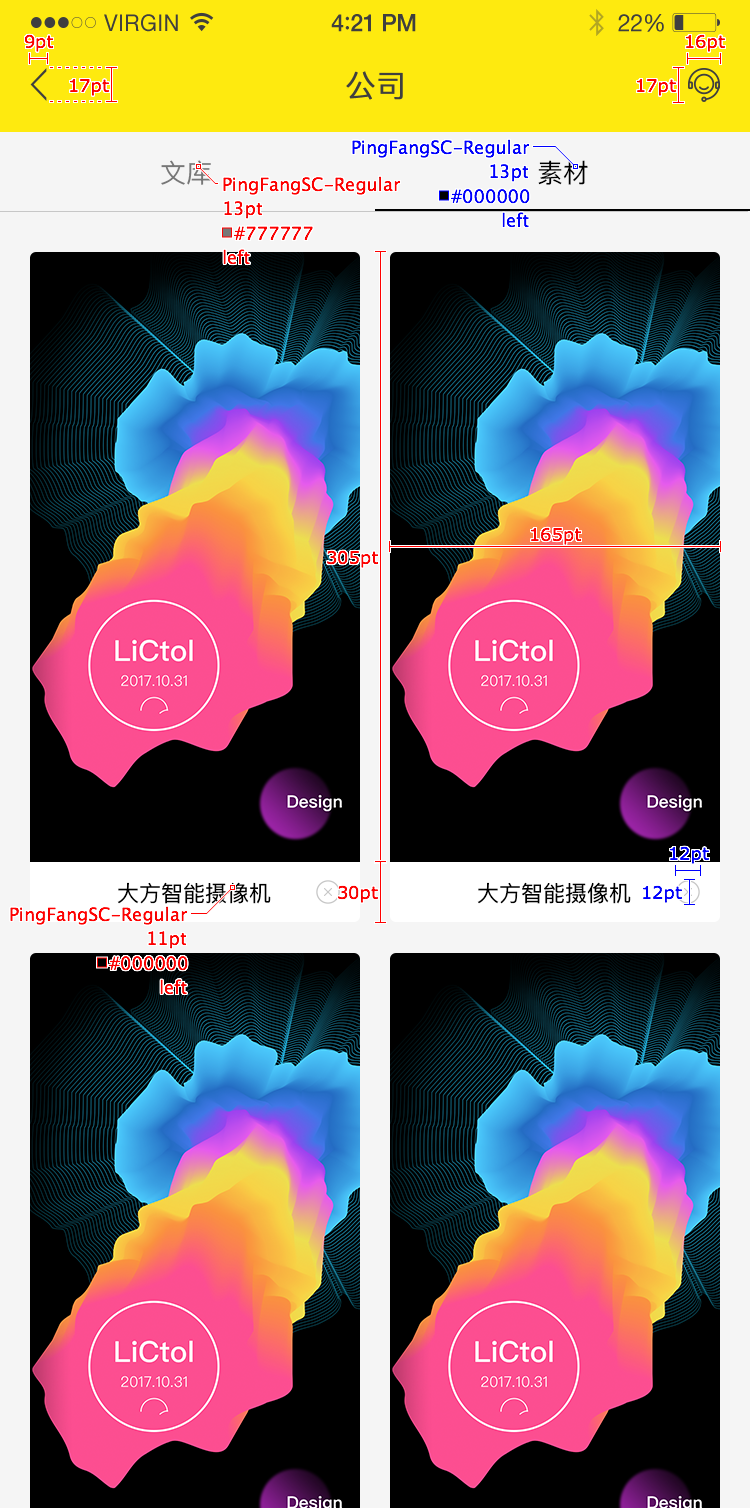 VIRGIN 4:21 PM 22%
9pt 16pt
17pt 公司 17pt
文库 素材
PingFangSC-Regular
13pt
#000000
left
PingFangSC-Regular
13pt
#777777
left
165pt
305pt
LiCtol LiCtol
2017.10.31 2017.10.31
Design Design
12pt
大方智能摄像机 30pt 大方智能摄像机 12pt
PingFangSC-Regular
11pt
#000000
left
LiCtol LiCtol
2017.10.31 2017.10.31
Design Design